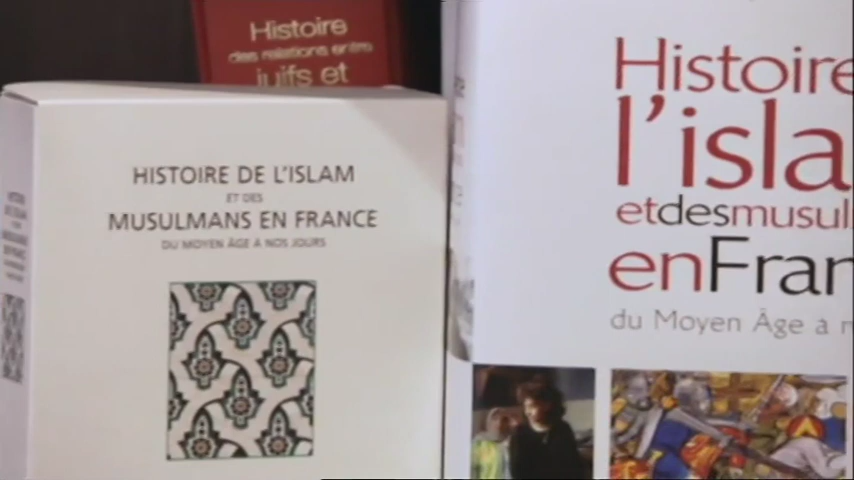 Histoire
des relations entre
juifs et
HISTOIRE DE L'ISLAM
ET DES
MUSULMANS EN FRANCE
DU MOYEN ÂGE À NOS JOURS
Histoire
l'isla
etdesmusul
enFran
du Moyen Âge à n